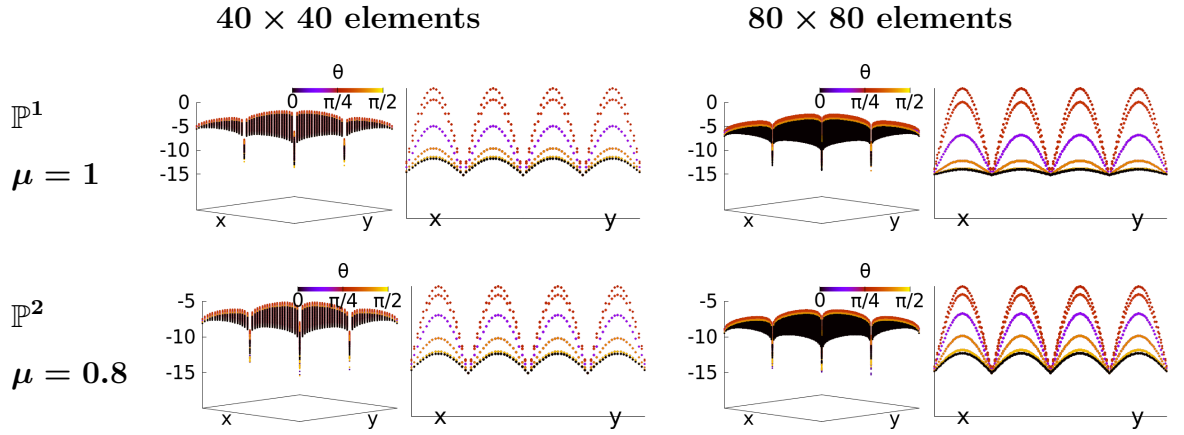 40 × 40 elements
80 × 80 elements
ℙ¹
μ = 1
θ
0 π/4 π/2
0
-5
-10
-15
x y
x y
θ
0 π/4 π/2
0
-5
-10
-15
x y
x y
ℙ²
μ = 0.8
θ
0 π/4 π/2
-5
-10
-15
x y
x y
θ
0 π/4 π/2
-5
-10
-15
x y
x y